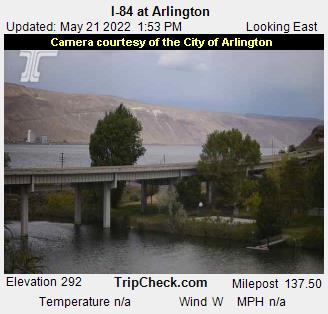 I-84 at Arlington
Updated: May 21 2022 1:53 PM Looking East
Camera courtesy of the City of Arlington
Elevation 292 TripCheck.com Milepost 137.50
Temperature n/a Wind W MPH n/a